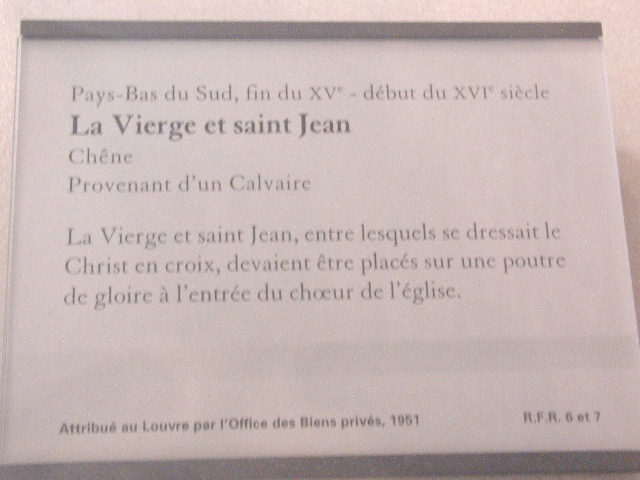 Pays-Bas du Sud, fin du XVe - début du XVIe siècle
La Vierge et saint Jean
Chêne
Provenant d'un Calvaire
La Vierge et saint Jean, entre lesquels se dressait le
Christ en croix, devaient être placés sur une poutre
de gloire à l'entrée du chœur de l'église.
Attribué au Louvre par l'Office des Biens privés, 1951
R.F.R. 6 et 7